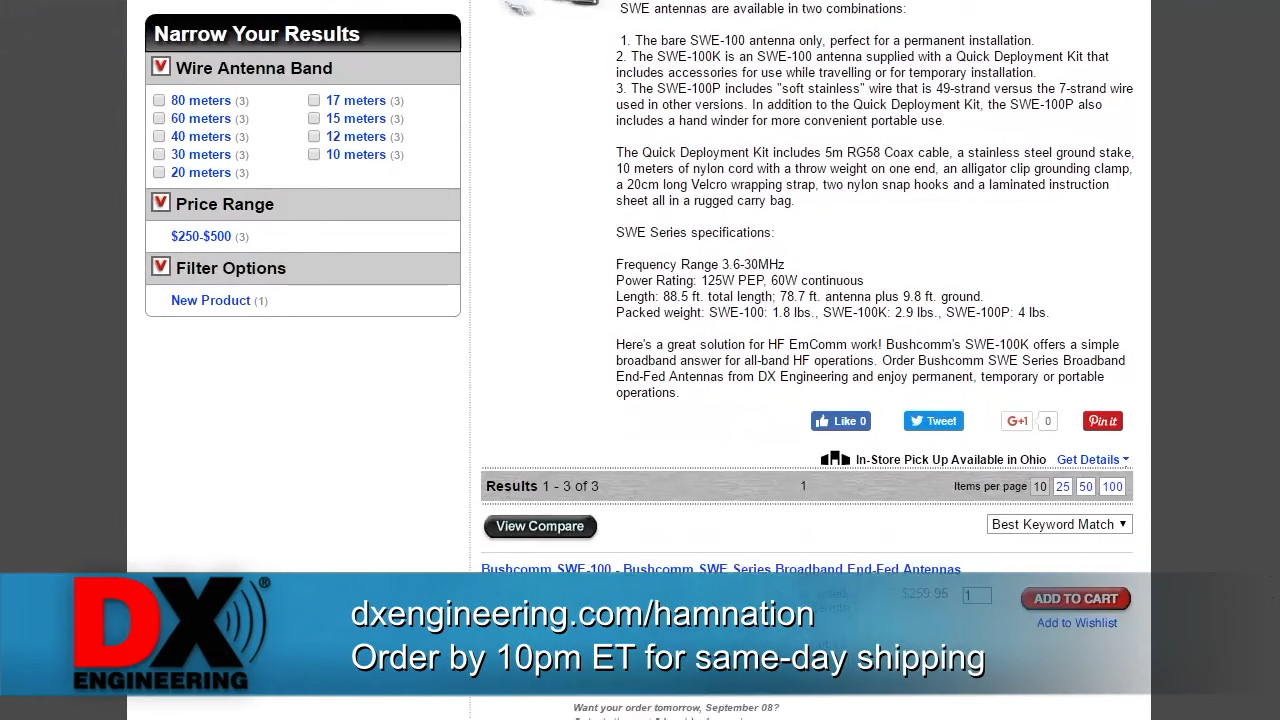 Narrow Your Results
Wire Antenna Band
80 meters (3)
17 meters (3)
60 meters (3)
15 meters (3)
40 meters (3)
12 meters (3)
30 meters (3)
10 meters (3)
20 meters (3)
Price Range
$250-$500 (3)
Filter Options
New Product (1)
SWE antennas are available in two combinations:
1. The bare SWE-100 antenna only, perfect for a permanent installation.
2. The SWE-100K is an SWE-100 antenna supplied with a Quick Deployment Kit that
includes accessories for use while travelling or for temporary installation.
3. The SWE-100P includes "soft stainless" wire that is 49-strand versus the 7-strand wire
used in other versions. In addition to the Quick Deployment Kit, the SWE-100P also
includes a hand winder for more convenient portable use.
The Quick Deployment Kit includes 5m RG58 Coax cable, a stainless steel ground stake,
10 meters of nylon cord with a throw weight on one end, an alligator clip grounding clamp,
a 20cm long Velcro wrapping strap, two nylon snap hooks and a laminated instruction
sheet all in a rugged carry bag.
SWE Series specifications:
Frequency Range 3.6-30MHz
Power Rating: 125W PEP, 60W continuous
Length: 88.5 ft. total length; 78.7 ft. antenna plus 9.8 ft. ground.
Packed weight: SWE-100: 1.8 lbs., SWE-100K: 2.9 lbs., SWE-100P: 4 lbs.
Here's a great solution for HF EmComm work! Bushcomm's SWE-100K offers a simple
broadband answer for all-band HF operations. Order Bushcomm SWE Series Broadband
End-Fed Antennas from DX Engineering and enjoy permanent, temporary or portable
operations.
Like 0
Tweet
G+1 0
Pin it
In-Store Pick Up Available in Ohio Get Details
Results 1 - 3 of 3
1
Items per page 10 25 50 100
View Compare
Best Keyword Match
Bushcomm SWE-100 - Bushcomm SWE Series Broadband End-Fed Antennas
$259.95
1
ADD TO CART
Add to Wishlist
DX
ENGINEERING
®
dxengineering.com/hamnation
Order by 10pm ET for same-day shipping
Want your order tomorrow, September 08?